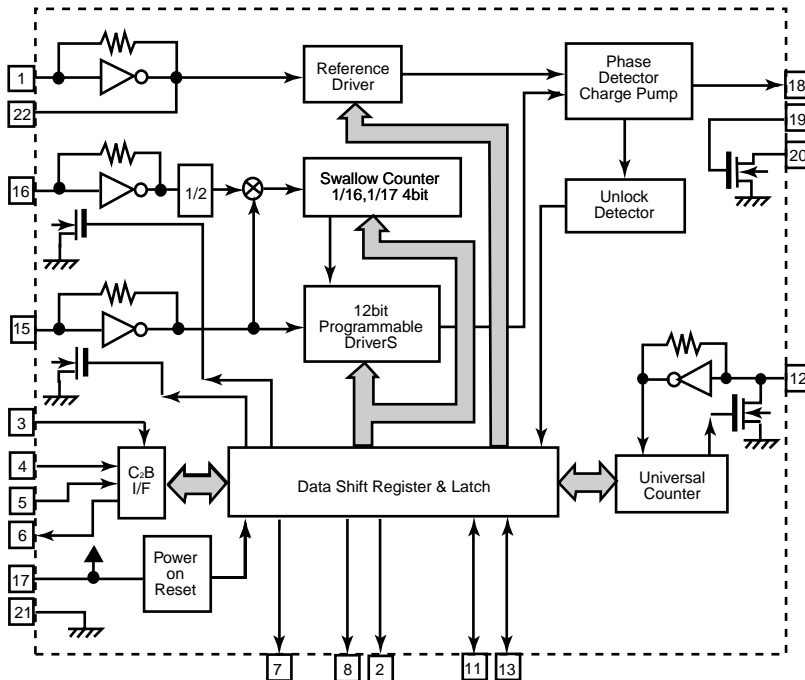 1
Reference
Driver
Phase
Detector
Charge Pump
18
22
19
20
16
1/2
Swallow Counter
1/16,1/17 4bit
Unlock
Detector
15
12bit
Programmable
DriverS
12
3
4
5
6
C2B
I/F
Data Shift Register & Latch
Universal
Counter
17
Power
on
Reset
21
7
8
2
11
13